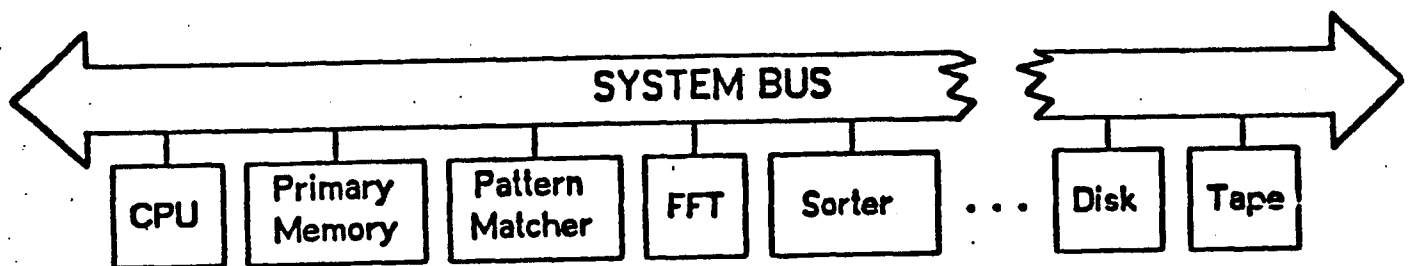 SYSTEM BUS
CPU
Primary
Memory
Pattern
Matcher
FFT
Sorter
. . .
Disk
Tape